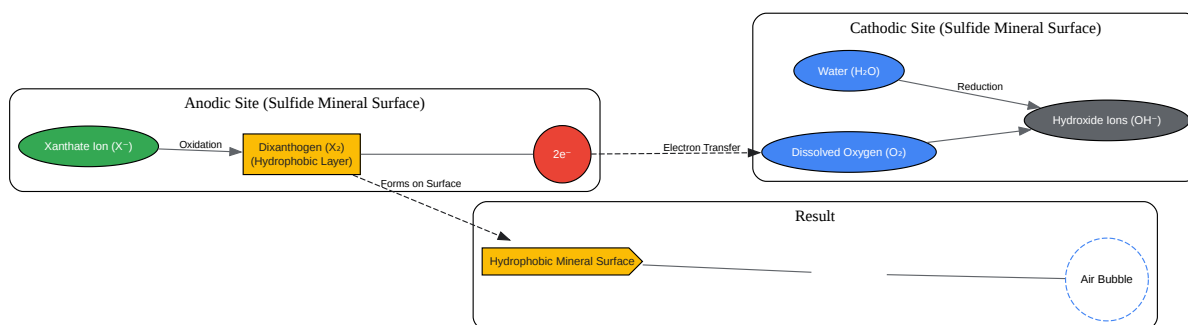 Cathodic Site (Sulfide Mineral Surface)
Water (H₂O)
Reduction
Hydroxide Ions (OH⁻)
Dissolved Oxygen (O₂)
Anodic Site (Sulfide Mineral Surface)
Xanthate Ion (X⁻)
Oxidation
Dixanthogen (X₂)
(Hydrophobic Layer)
2e⁻
Electron Transfer
Forms on Surface
Result
Hydrophobic Mineral Surface
Air Bubble